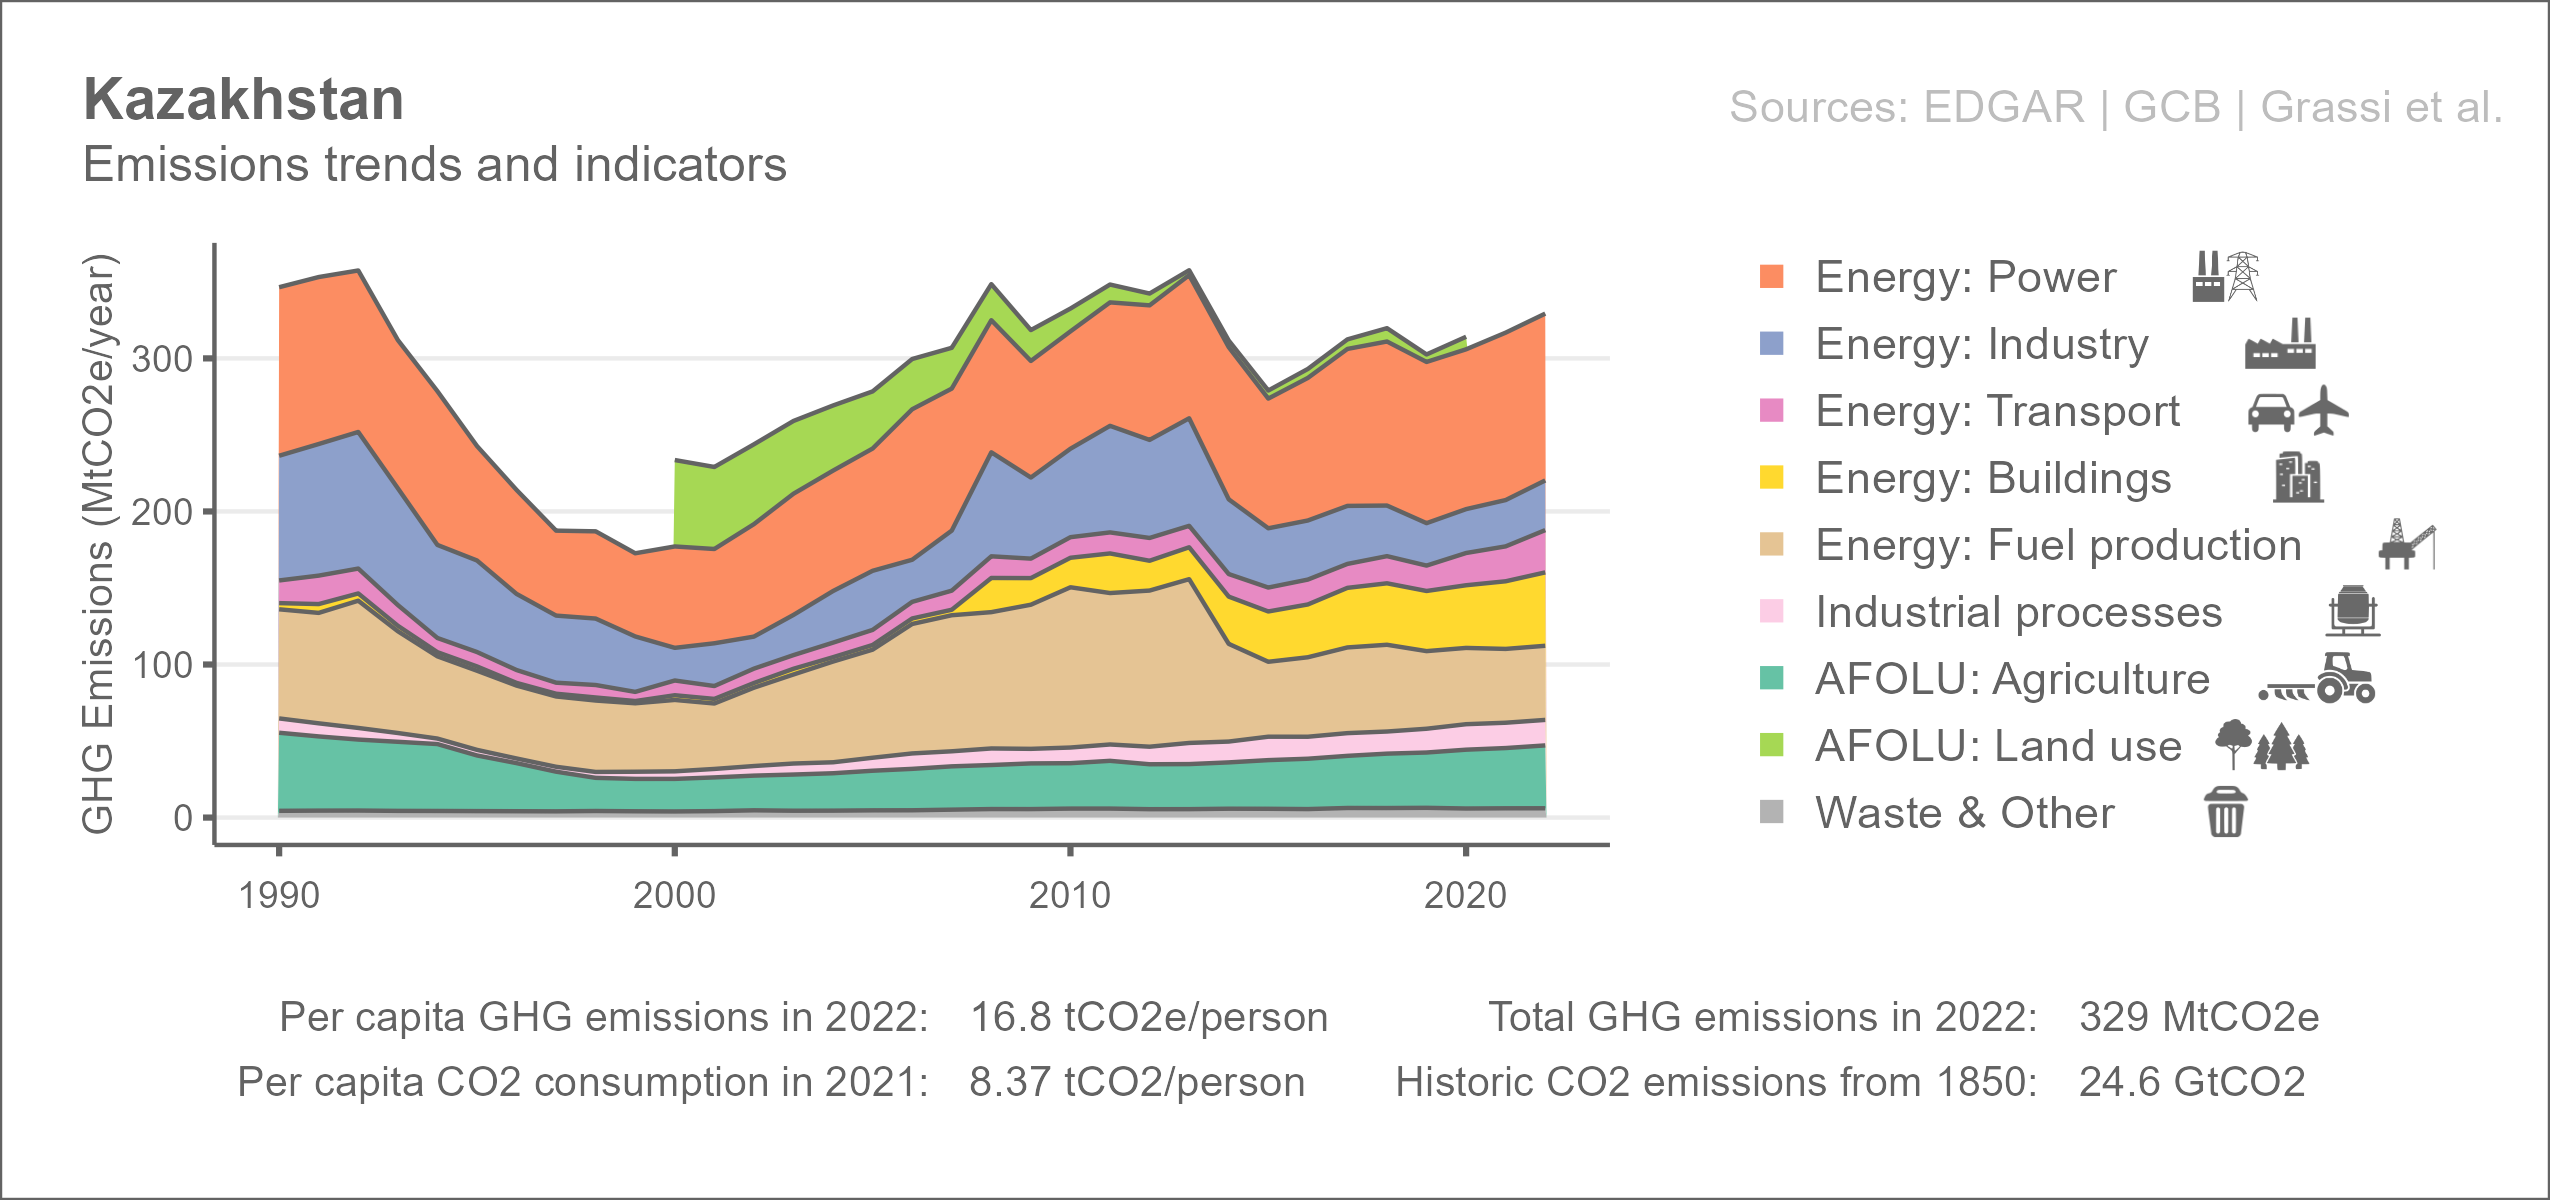 Kazakhstan
Sources: EDGAR | GCB | Grassi et al.
Emissions trends and indicators
GHG Emissions (MtCO2e/year)
300
200
100
0
1990
2000
2010
2020
Energy: Power
Energy: Industry
Energy: Transport
Energy: Buildings
Energy: Fuel production
Industrial processes
AFOLU: Agriculture
AFOLU: Land use
Waste & Other
Per capita GHG emissions in 2022: 16.8 tCO2e/person
Total GHG emissions in 2022: 329 MtCO2e
Per capita CO2 consumption in 2021: 8.37 tCO2/person
Historic CO2 emissions from 1850: 24.6 GtCO2